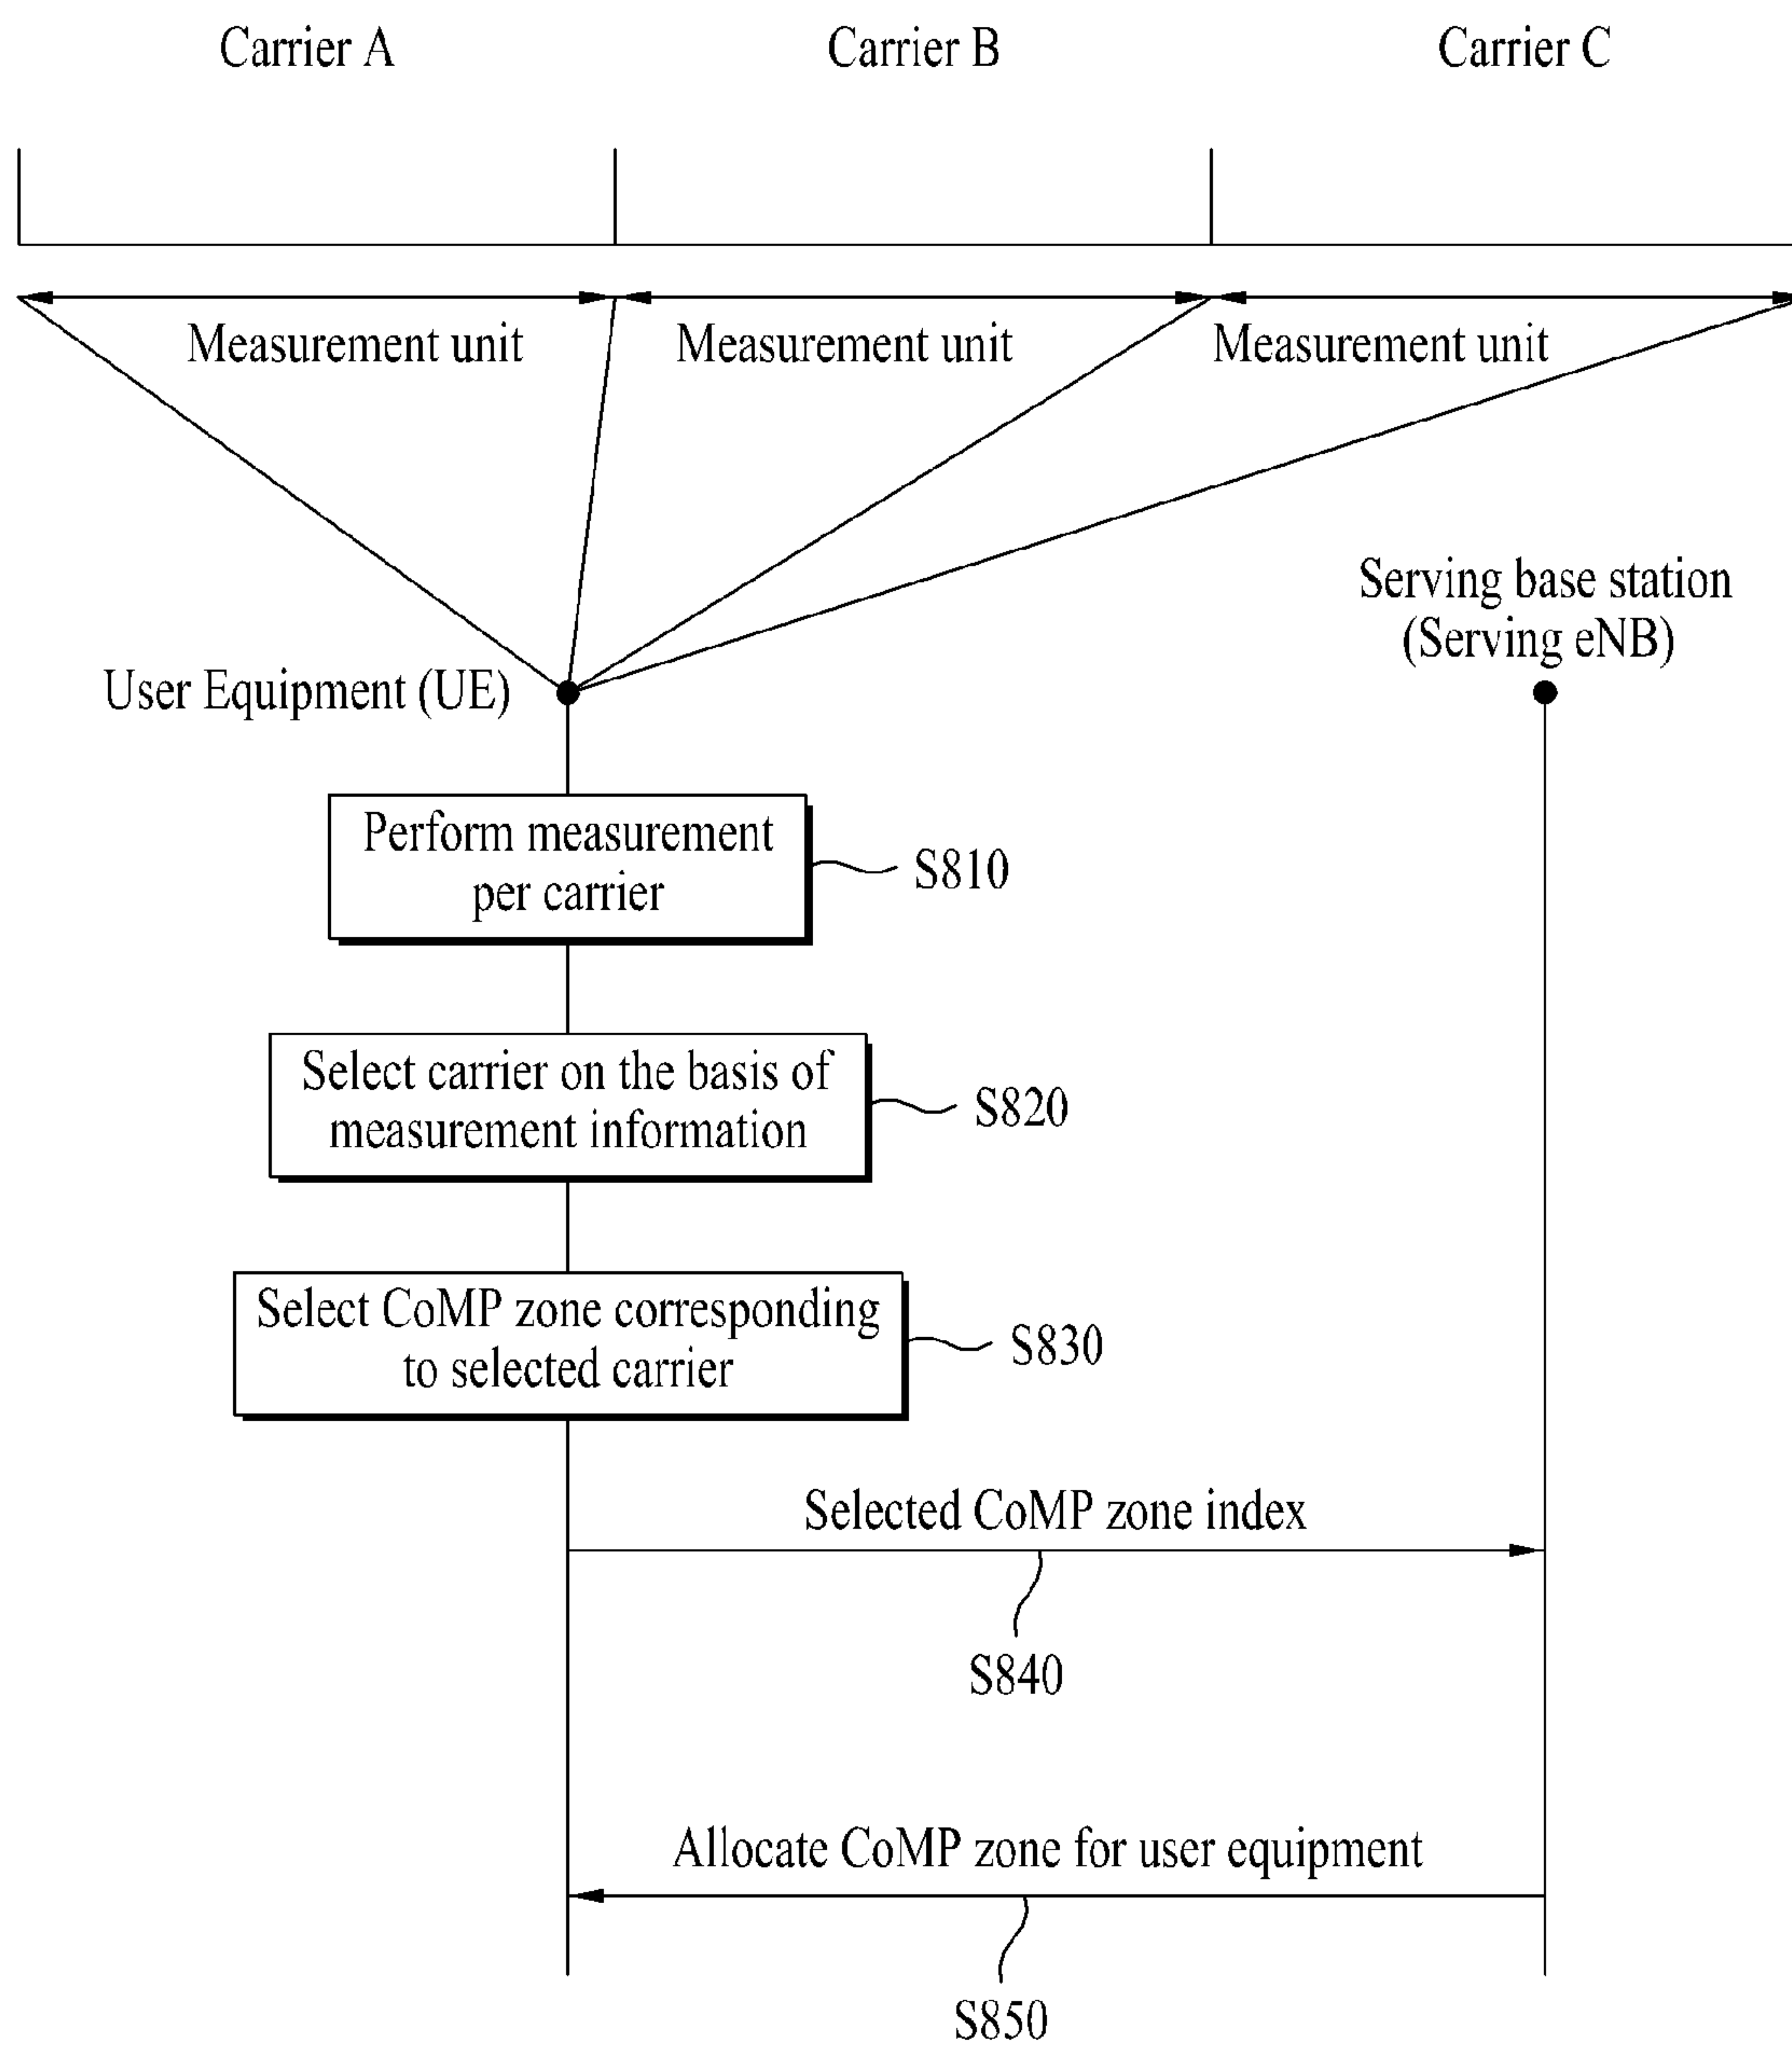 Carrier A
Carrier B
Carrier C
Measurement unit
Measurement unit
Measurement unit
Serving base station
(Serving eNB)
User Equipment (UE)
Perform measurement
per carrier
S810
Select carrier on the basis of
measurement information
S820
Select CoMP zone corresponding
to selected carrier
S830
Selected CoMP zone index
S840
Allocate CoMP zone for user equipment
S850